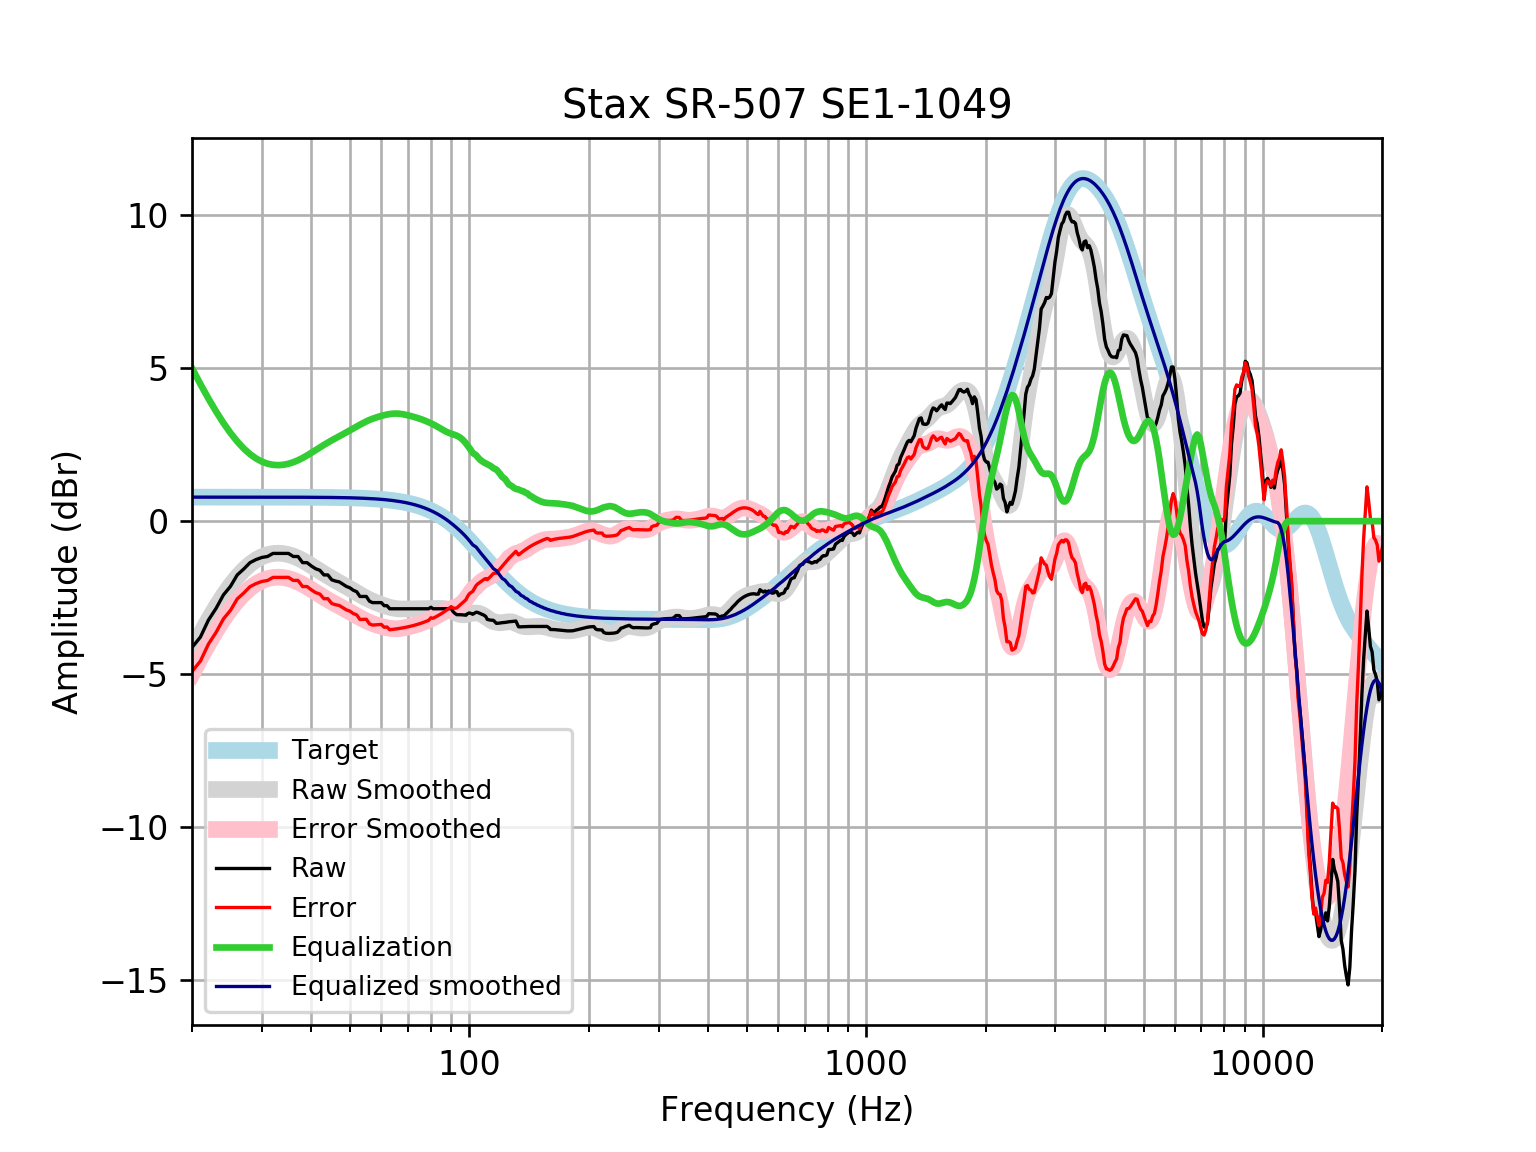 Stax SR-507 SE1-1049
Amplitude (dBr)
10
5
0
−5
−10
−15
Target
Raw Smoothed
Error Smoothed
Raw
Error
Equalization
Equalized smoothed
100 1000 10000
Frequency (Hz)